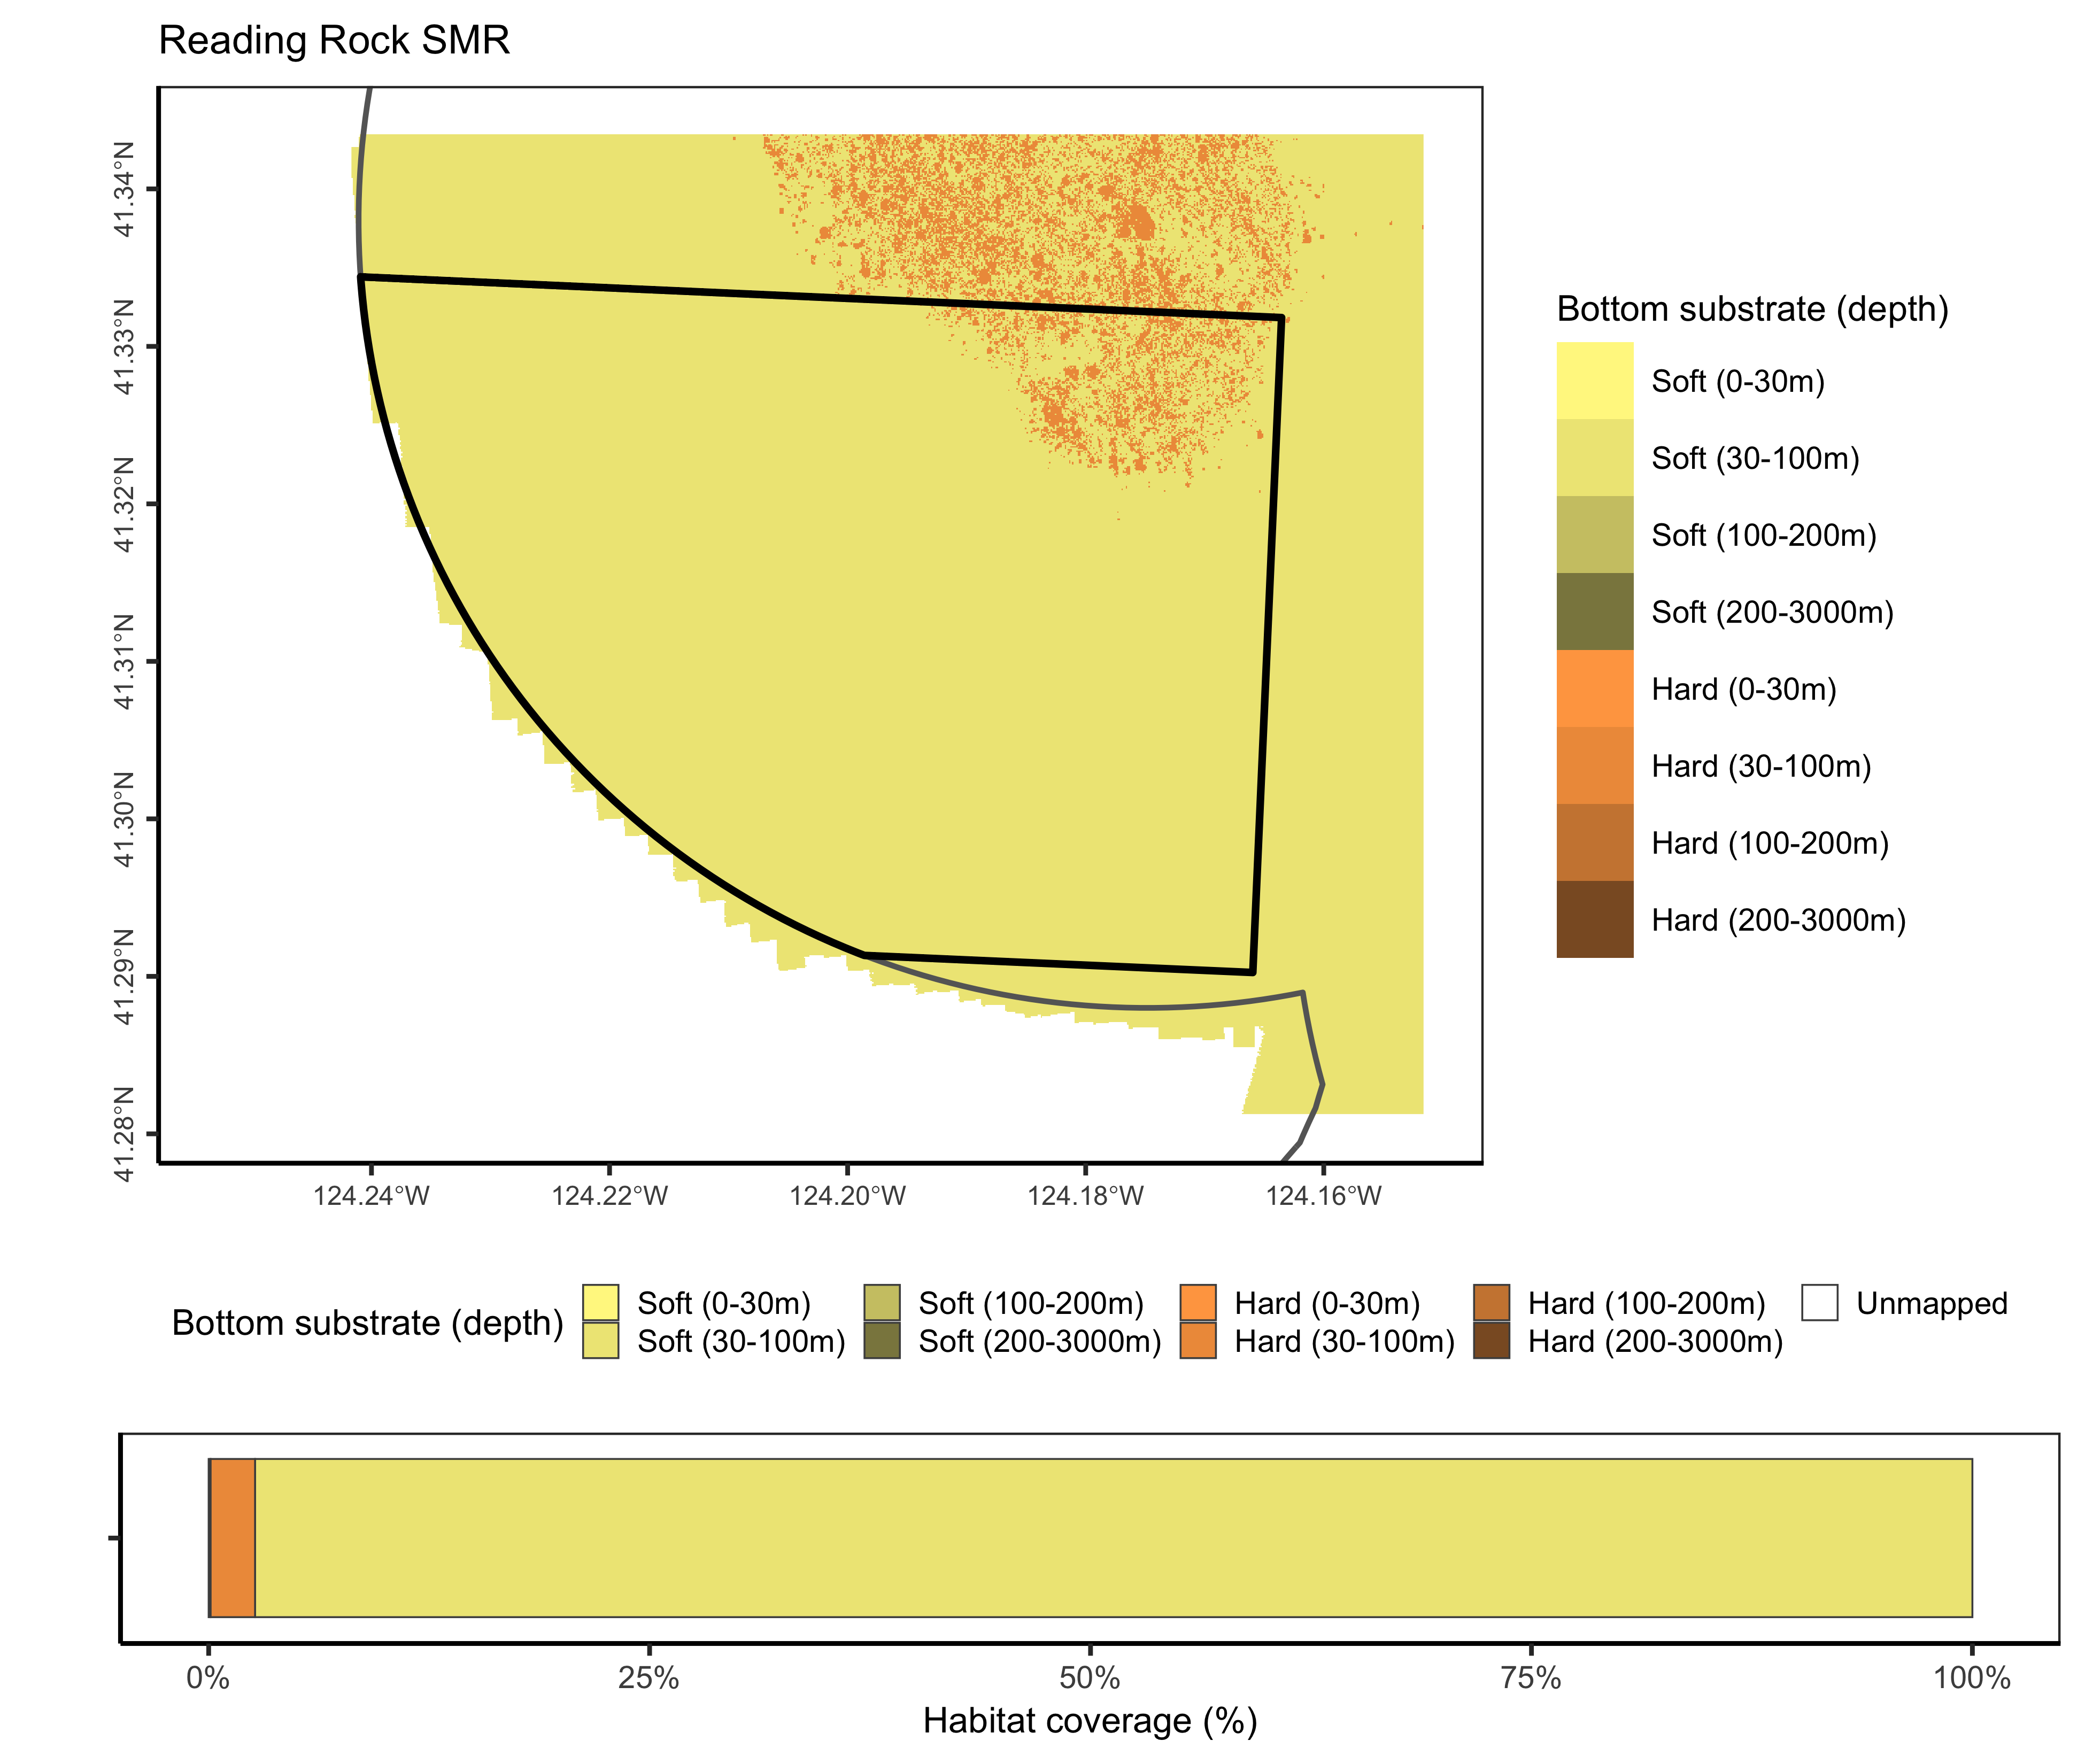 Reading Rock SMR
41.34°N
41.33°N
41.32°N
41.31°N
41.30°N
41.29°N
41.28°N
124.24°W 124.22°W 124.20°W 124.18°W 124.16°W
Bottom substrate (depth)
Soft (0-30m)
Soft (30-100m)
Soft (100-200m)
Soft (200-3000m)
Hard (0-30m)
Hard (30-100m)
Hard (100-200m)
Hard (200-3000m)
Bottom substrate (depth)
Soft (0-30m) Soft (100-200m) Hard (0-30m) Hard (100-200m) Unmapped
Soft (30-100m) Soft (200-3000m) Hard (30-100m) Hard (200-3000m)
0% 25% 50% 75% 100%
Habitat coverage (%)